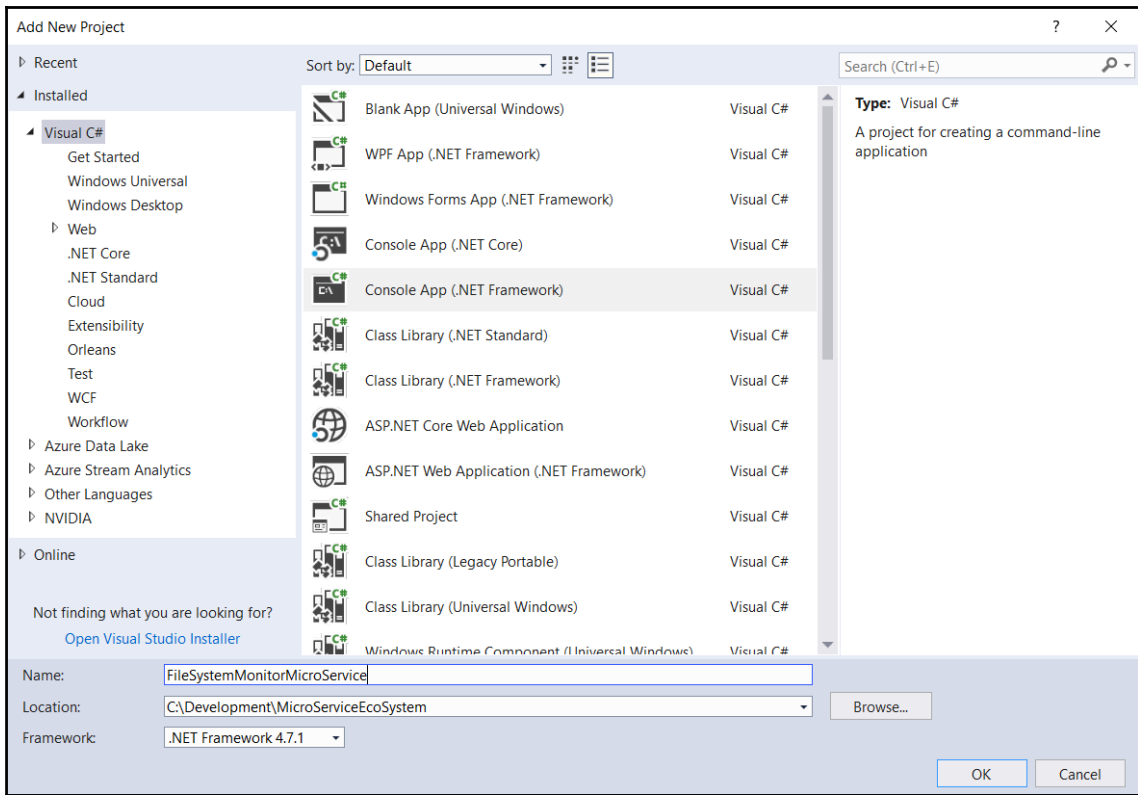 Add New Project
?
Recent
Installed
Visual C#
Get Started
Windows Universal
Windows Desktop
Web
.NET Core
.NET Standard
Cloud
Extensibility
Orleans
Test
WCF
Workflow
Azure Data Lake
Azure Stream Analytics
Other Languages
NVIDIA
Online
Not finding what you are looking for?
Open Visual Studio Installer
Sort by: Default
Search (Ctrl+E)
C# Blank App (Universal Windows) Visual C#
C# WPF App (.NET Framework) Visual C#
C# Windows Forms App (.NET Framework) Visual C#
C# Console App (.NET Core) Visual C#
C# Console App (.NET Framework) Visual C#
C# Class Library (.NET Standard) Visual C#
C# Class Library (.NET Framework) Visual C#
ASP.NET Core Web Application Visual C#
ASP.NET Web Application (.NET Framework) Visual C#
C# Shared Project Visual C#
C# Class Library (Legacy Portable) Visual C#
C# Class Library (Universal Windows) Visual C#
C# Windows Runtime Component (Universal Windows) Visual C#
Type: Visual C#
A project for creating a command-line
application
Name: FileSystemMonitorMicroService
Location: C:\Development\MicroServiceEcoSystem
Browse...
Framework: .NET Framework 4.7.1
OK Cancel